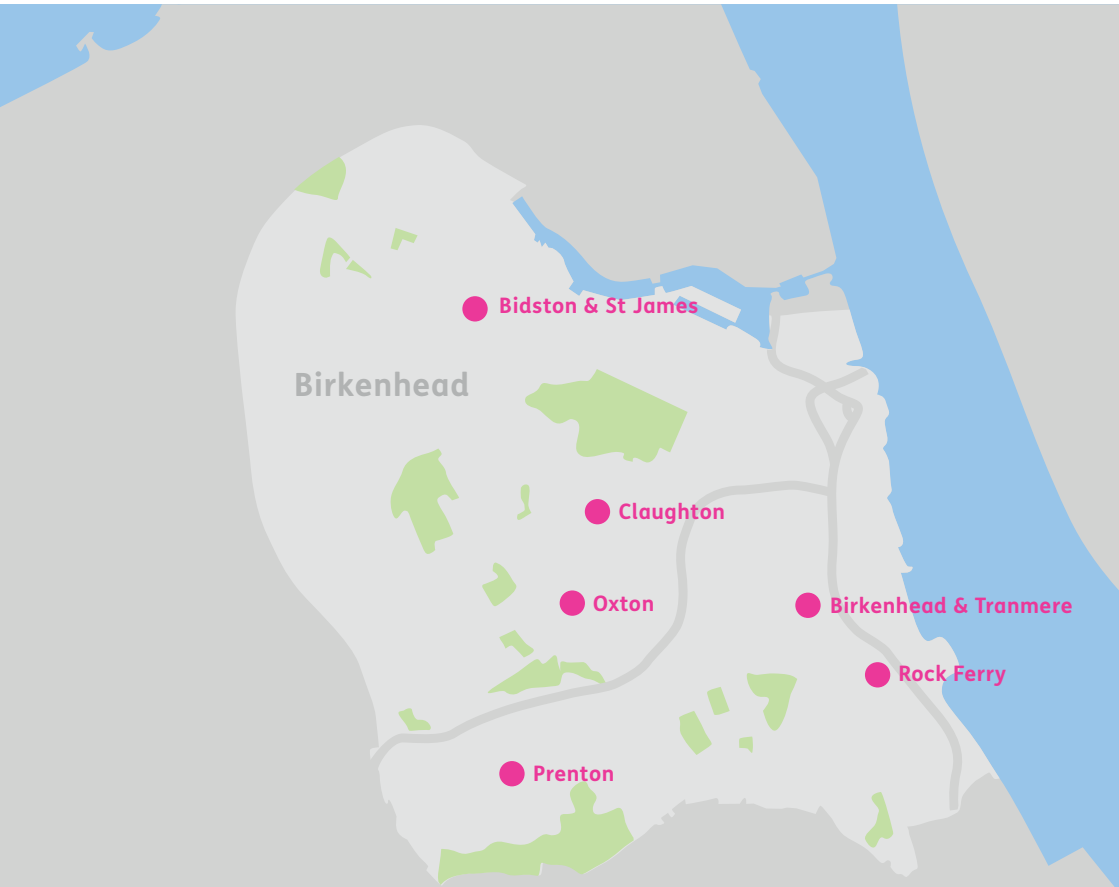 Bidston & St James
Birkenhead
Claughton
Oxton
Birkenhead & Tranmere
Rock Ferry
Prenton